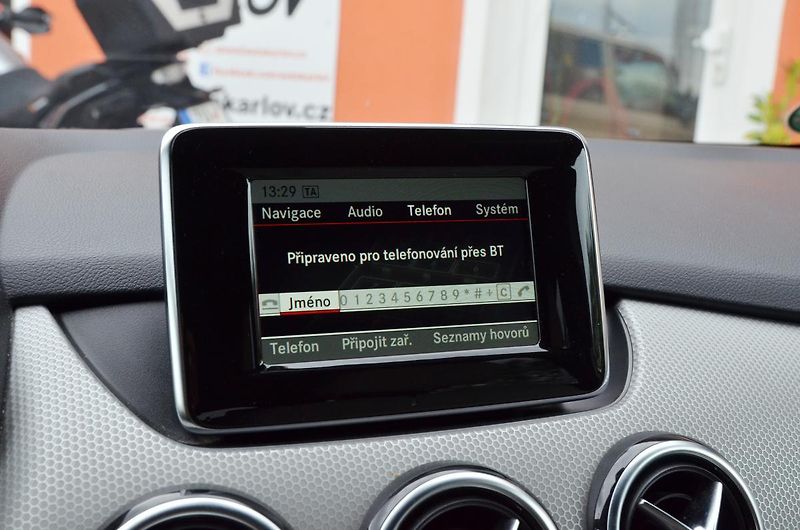 karlov.cz
13:29 TA
Navigace Audio Telefon Systém
Připraveno pro telefonování přes BT
Jméno 0 1 2 3 4 5 6 7 8 9 * # + C
Telefon Připojit zař. Seznamy hovorů